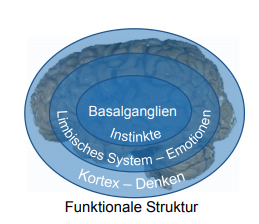 Basalganglien
Instinkte
Limbisches System – Emotionen
Kortex – Denken
Funktionale Struktur